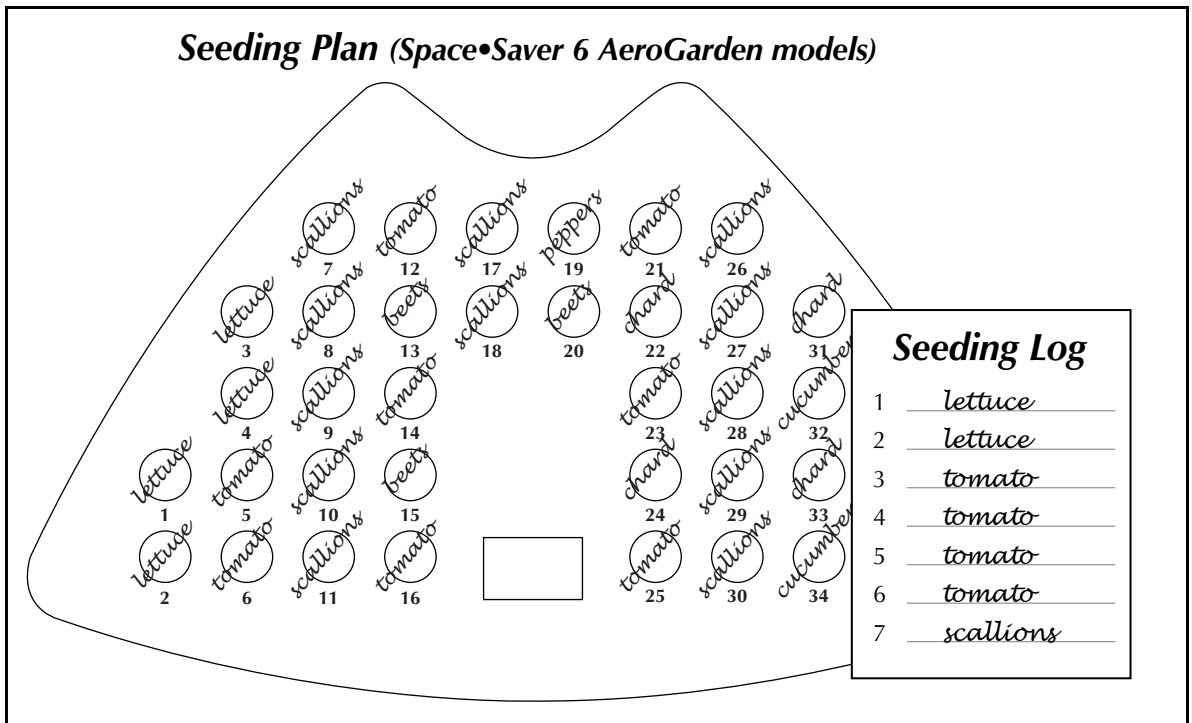 Seeding Plan (Space•Saver 6 AeroGarden models)
scallions tomato scallions peppers tomato scallions
7 12 17 19 21 26
lettuce scallions beets scallions beets chard scallions chard
3 8 13 18 20 22 27 31
lettuce scallions tomato tomato scallions cucumber
4 9 14 23 28 32
lettuce tomato scallions beets chard scallions chard
1 5 10 15 24 29 33
lettuce tomato scallions tomato tomato scallions cucumber
2 6 11 16 25 30 34
Seeding Log
1 lettuce
2 lettuce
3 tomato
4 tomato
5 tomato
6 tomato
7 scallions